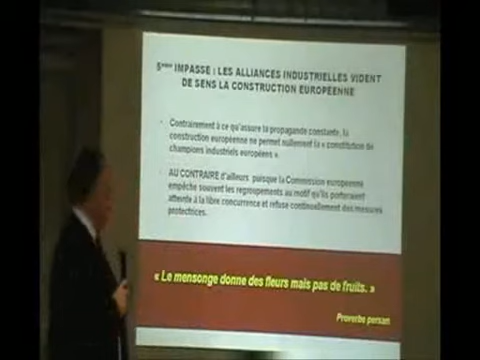 5ème IMPASSE : LES ALLIANCES INDUSTRIELLES VIDENT
DE SENS LA CONSTRUCTION EUROPÉENNE
• Contrairement à ce qu'assure la propagande constante, la
construction européenne ne permet nullement la « constitution de
champions industriels européens ».
• AU CONTRAIRE d'ailleurs puisque la Commission européenne
empêche souvent les regroupements au motif qu'ils porteraient
atteinte à la libre concurrence et refuse continuellement des mesures
protectrices.
« Le mensonge donne des fleurs mais pas de fruits. »
Proverbe persan